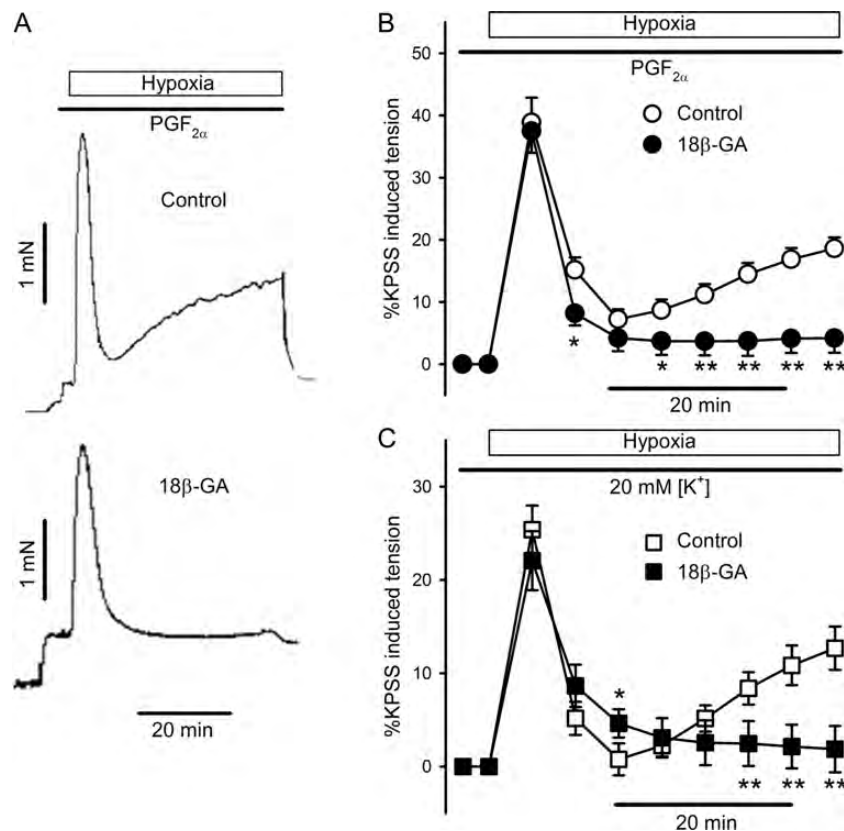 A
Hypoxia
PGF2α
Control
1 mN
18β-GA
1 mN
20 min
B
Hypoxia
PGF2α
Control
18β-GA
%KPSS induced tension
50
40
30
20
10
0
* * ** ** ** **
20 min
C
Hypoxia
20 mM [K+]
Control
18β-GA
%KPSS induced tension
30
20
10
0
*
** ** **
20 min